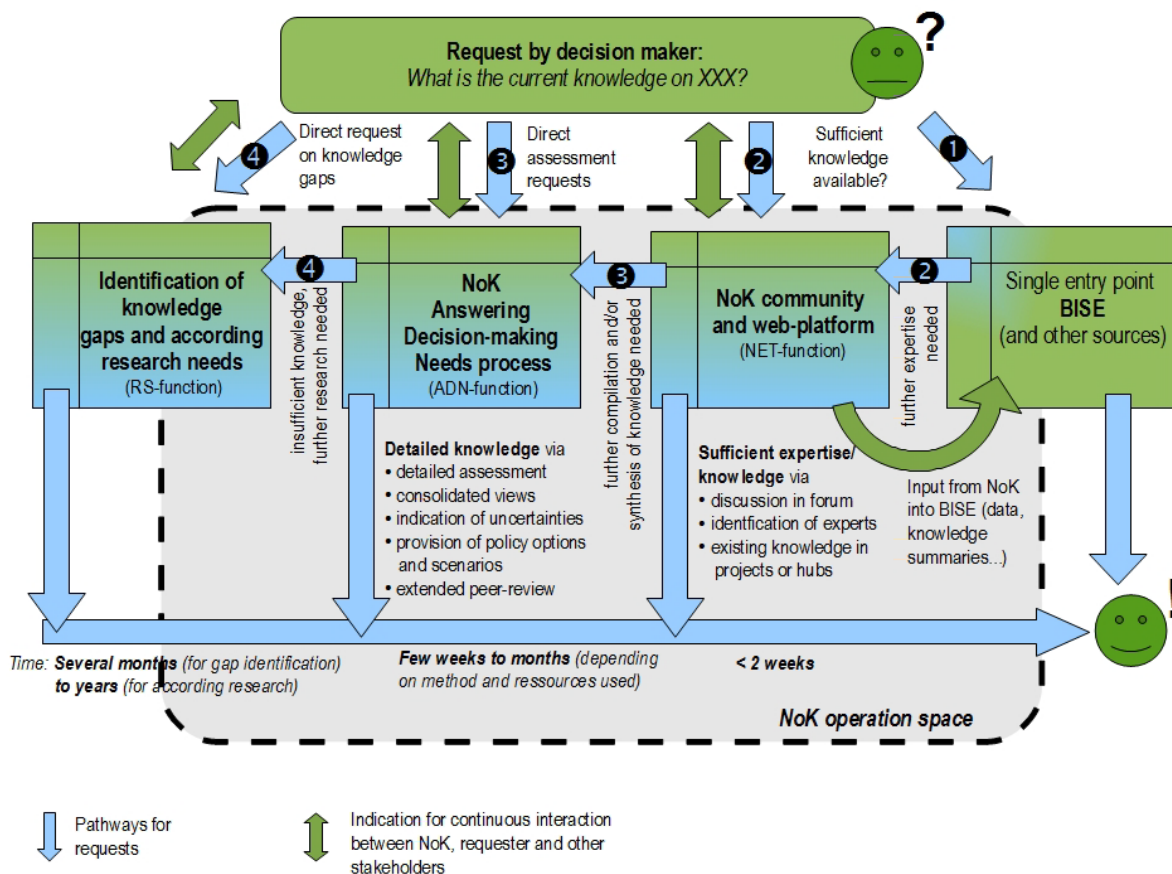 Request by decision maker:
What is the current knowledge on XXX?
?
4
Direct request
on knowledge
gaps
3
Direct
assessment
requests
2
Sufficient
knowledge
available?
1
Identification of
knowledge
gaps and according
research needs
(RS-function)
4
insufficient knowledge,
further research needed
NoK
Answering
Decision-making
Needs process
(ADN-function)
3
further compilation and/or
synthesis of knowledge needed
NoK community
and web-platform
(NET-function)
2
further expertise
needed
Single entry point
BISE
(and other sources)
Detailed knowledge via
• detailed assessment
• consolidated views
• indication of uncertainties
• provision of policy options
and scenarios
• extended peer-review
Sufficient expertise/
knowledge via
• discussion in forum
• identfication of experts
• existing knowledge in
projects or hubs
Input from NoK
into BISE (data,
knowledge
summaries...)
!
Time: Several months (for gap identification)
to years (for according research)
Few weeks to months (depending
on method and ressources used)
< 2 weeks
NoK operation space
Pathways for
requests
Indication for continuous interaction
between NoK, requester and other
stakeholders